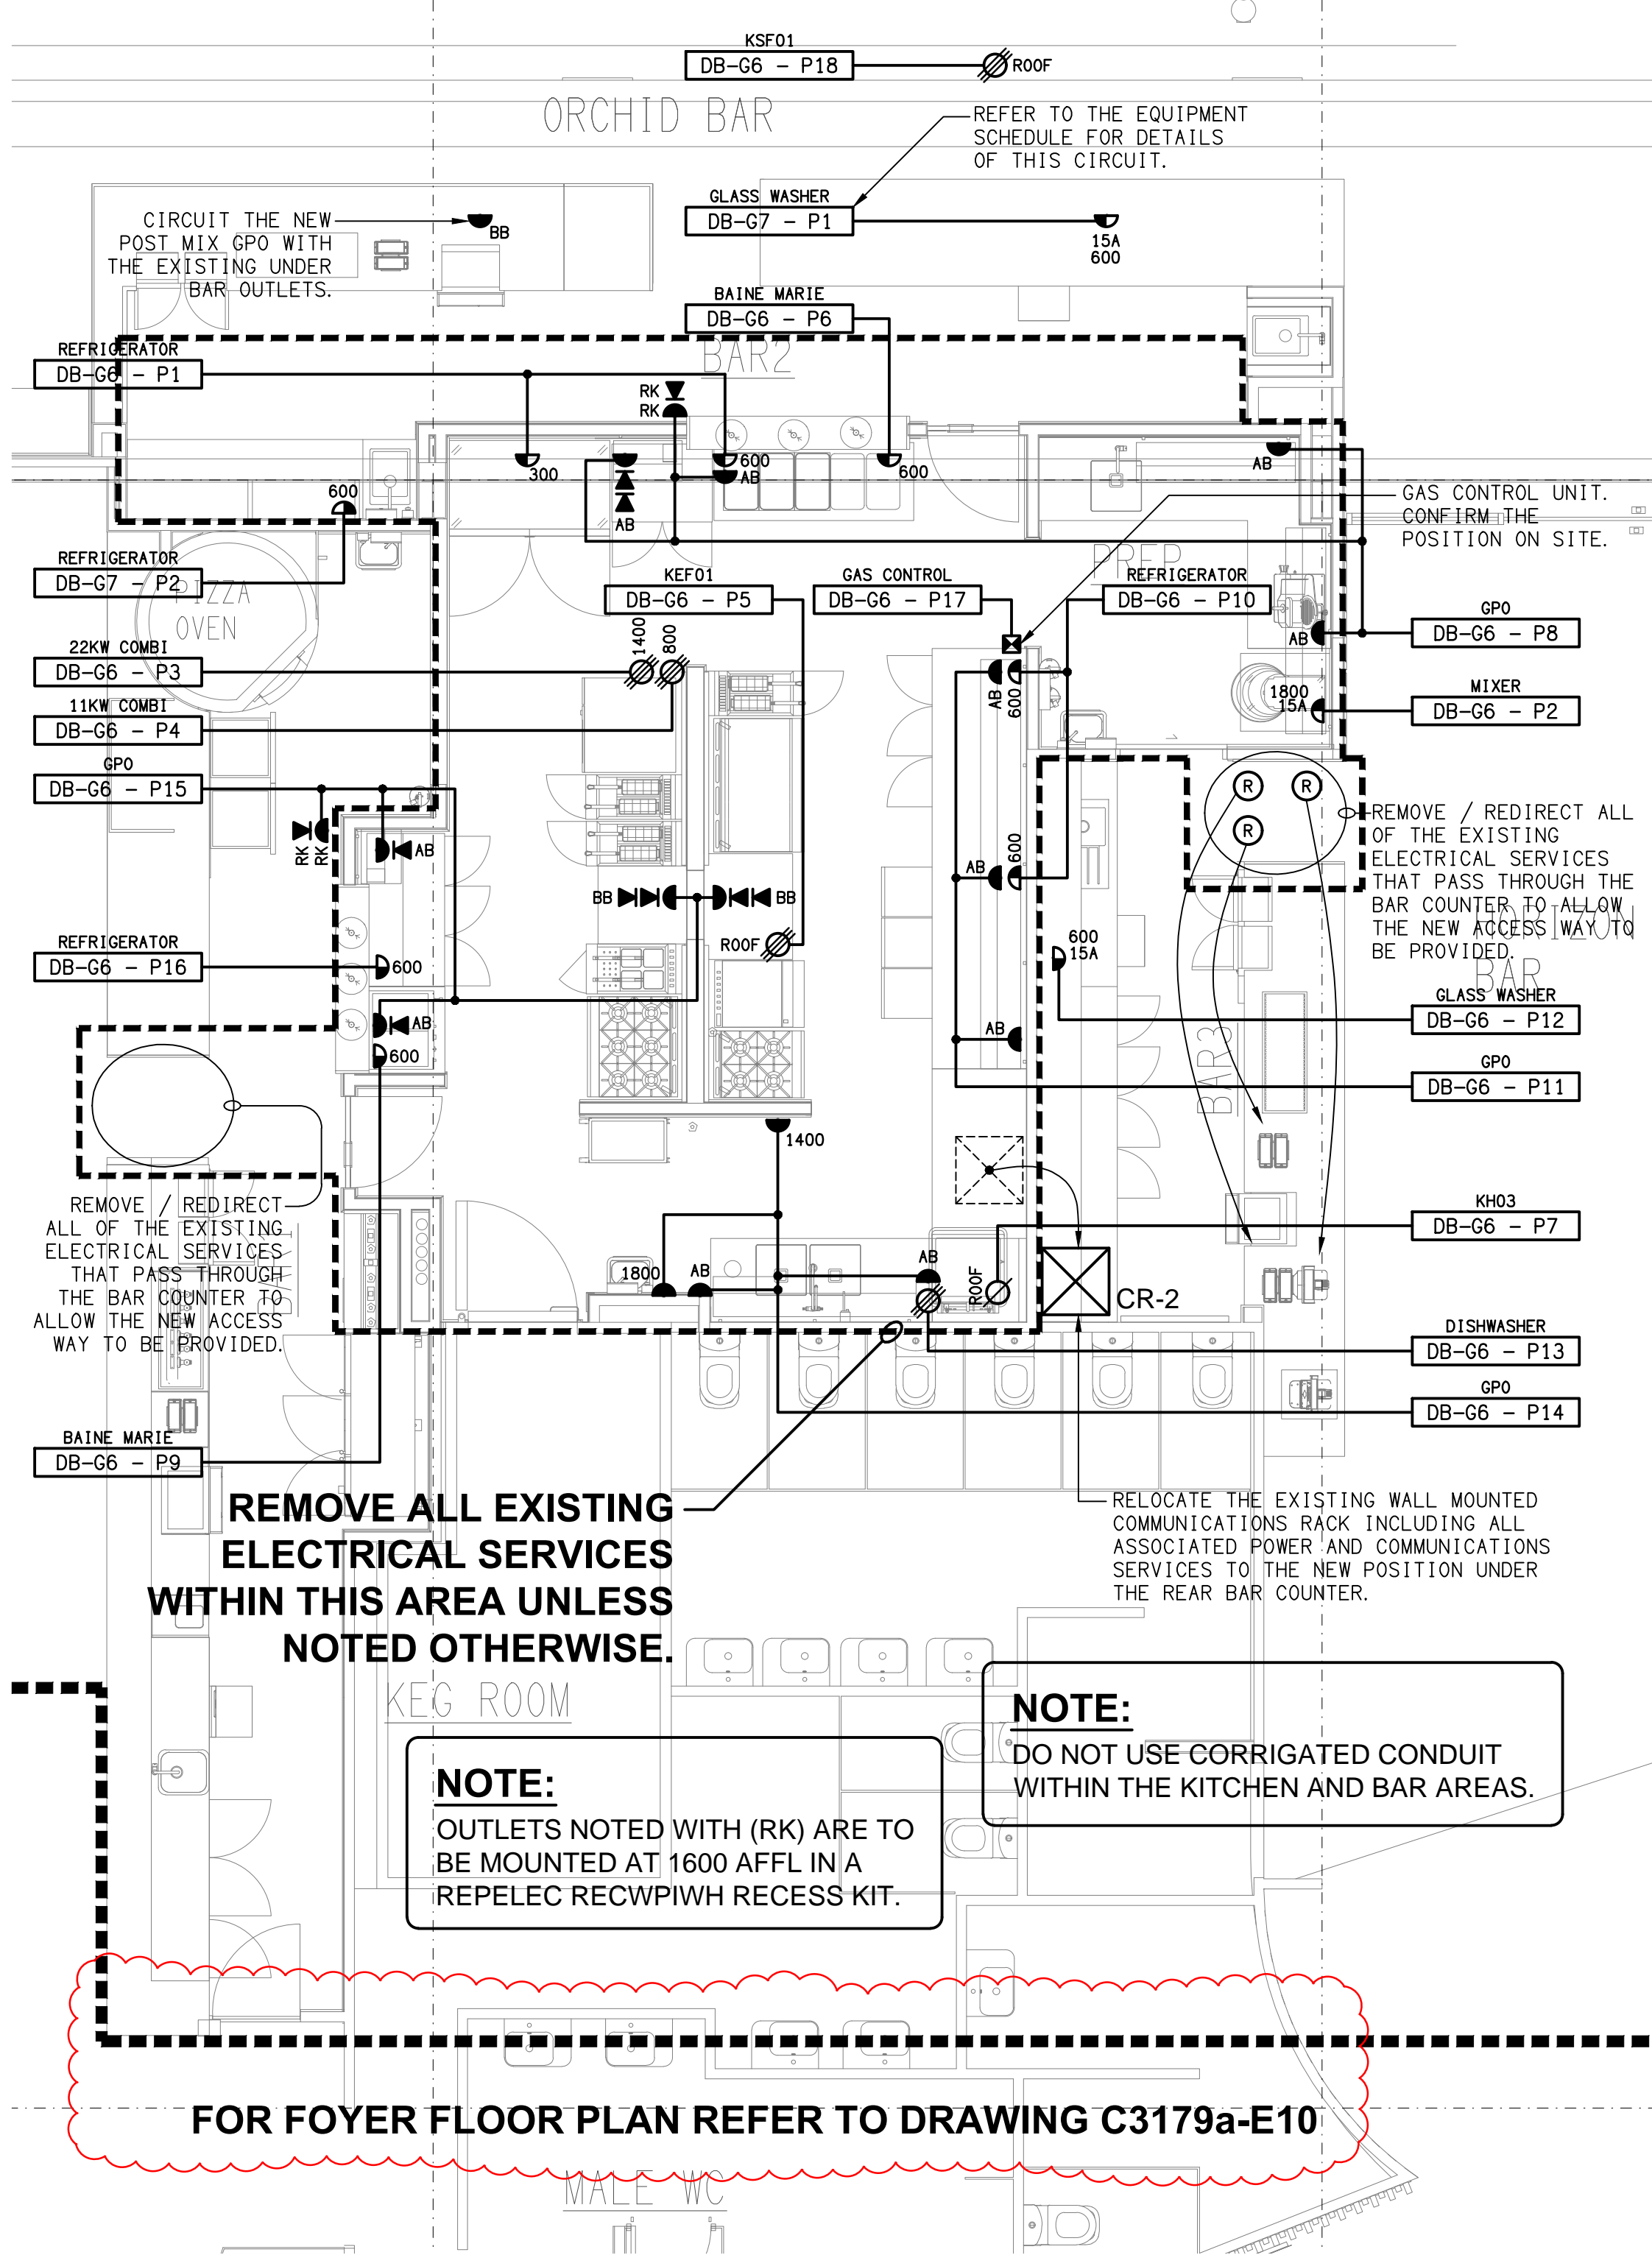 KSF01
DB-G6 - P18
ROOF
ORCHID BAR
REFER TO THE EQUIPMENT
SCHEDULE FOR DETAILS
OF THIS CIRCUIT.
GLASS WASHER
DB-G7 - P1
15A
600
CIRCUIT THE NEW
POST MIX GPO WITH
THE EXISTING UNDER
BAR OUTLETS.
BB
BAINE MARIE
DB-G6 - P6
BAR2
REFRIGERATOR
DB-G6 - P1
RK
RK
300
600
AB
600
AB
AB
600
GAS CONTROL UNIT.
CONFIRM THE
POSITION ON SITE.
REFRIGERATOR
DB-G7 - P2
PIZZA
OVEN
KEF01
DB-G6 - P5
GAS CONTROL
DB-G6 - P17
PREP
REFRIGERATOR
DB-G6 - P10
GPO
DB-G6 - P8
AB
22KW COMBI
DB-G6 - P3
1400
800
AB
600
1800
15A
MIXER
DB-G6 - P2
11KW COMBI
DB-G6 - P4
GPO
DB-G6 - P15
RK
RK
AB
R
R
R
REMOVE / REDIRECT ALL
OF THE EXISTING
ELECTRICAL SERVICES
THAT PASS THROUGH THE
BAR COUNTER TO ALLOW
THE NEW ACCESS WAY TO
BE PROVIDED.
HORIZON
BAR
BB
BB
AB
600
ROOF
600
15A
REFRIGERATOR
DB-G6 - P16
600
AB
600
AB
GLASS WASHER
DB-G6 - P12
GPO
DB-G6 - P11
BAR3
1400
REMOVE / REDIRECT
ALL OF THE EXISTING
ELECTRICAL SERVICES
THAT PASS THROUGH
THE BAR COUNTER TO
ALLOW THE NEW ACCESS
WAY TO BE PROVIDED.
KH03
DB-G6 - P7
1800
AB
AB
ROOF
CR-2
DISHWASHER
DB-G6 - P13
GPO
DB-G6 - P14
BAINE MARIE
DB-G6 - P9
REMOVE ALL EXISTING
ELECTRICAL SERVICES
WITHIN THIS AREA UNLESS
NOTED OTHERWISE.
RELOCATE THE EXISTING WALL MOUNTED
COMMUNICATIONS RACK INCLUDING ALL
ASSOCIATED POWER AND COMMUNICATIONS
SERVICES TO THE NEW POSITION UNDER
THE REAR BAR COUNTER.
KEG ROOM
NOTE:
DO NOT USE CORRIGATED CONDUIT
WITHIN THE KITCHEN AND BAR AREAS.
NOTE:
OUTLETS NOTED WITH (RK) ARE TO
BE MOUNTED AT 1600 AFFL IN A
REPELEC RECWPIWH RECESS KIT.
FOR FOYER FLOOR PLAN REFER TO DRAWING C3179a-E10
MALE WC